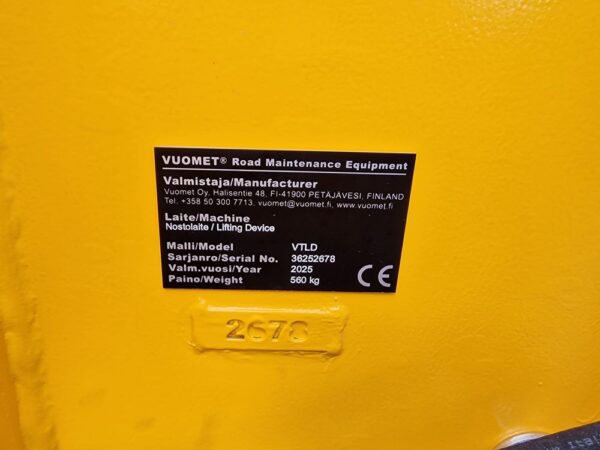 VUOMET® Road Maintenance Equipment
Valmistaja/Manufacturer
Vuomet Oy, Halisentie 48, FI-41900 PETÄJÄVESI, FINLAND
Tel. +358 50 300 7713, vuomet@vuomet.fi, www.vuomet.fi
Laite/Machine
Nostolaite / Lifting Device
Malli/Model VTLD
Sarjanro/Serial No. 36252678
Valm.vuosi/Year 2025
Paino/Weight 560 kg
CE
2678